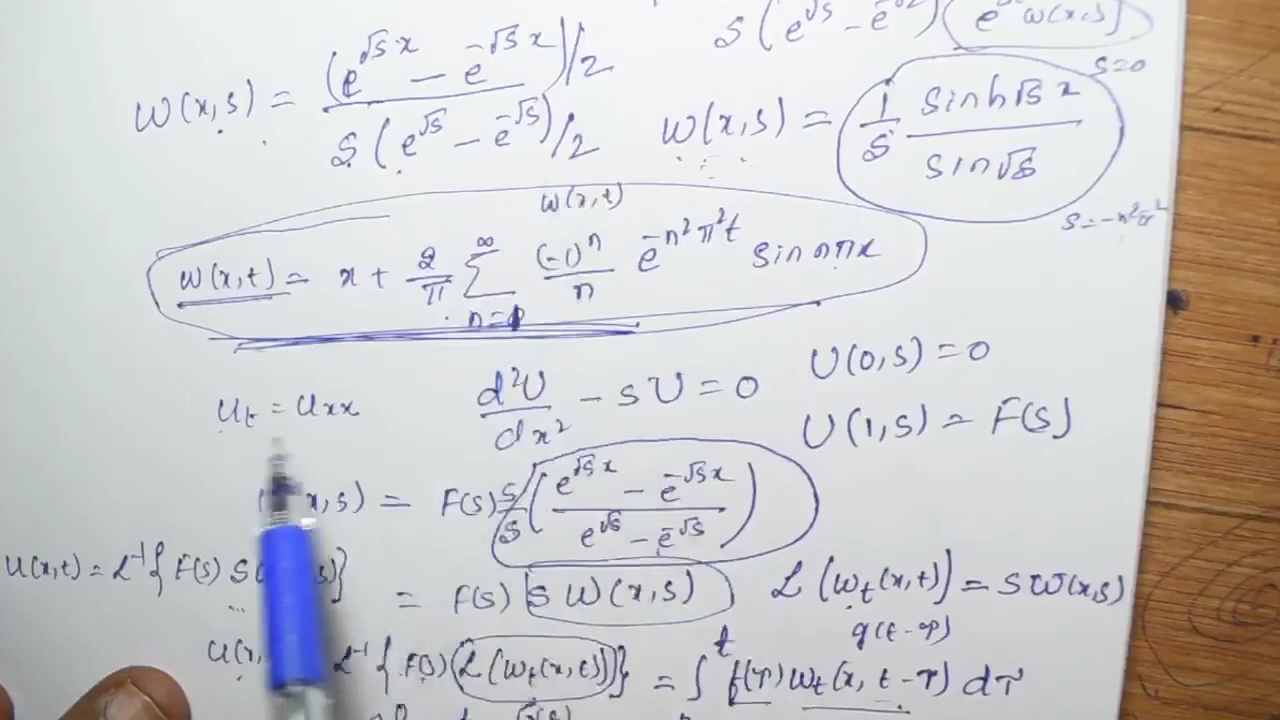 S(e^√s − e^-√s) (e^st w(x,s))
s=0
W(x,s) = (e^√s x − e^-√s x)/2 / S(e^√s − e^-√s)/2
W(x,s) = 1/S sinh√s x / sin√s
s = −n²π²
w(x,t)
w(x,t) = x + 2/π ∑_{n=1}^{∞} (-1)^n/n e^{-n²π²t} sin nπx
u_t = u_xx
d²U/dx² − sU = 0
U(0,s) = 0
U(1,s) = F(s)
(x,s) = F(s) s/s (e^√s x − e^-√s x / e^√s − e^-√s)
u(x,t) = L⁻¹{F(s) S s)}
= F(s) S W(x,s)
L(w_t(x,t)) = S W(x,s)
g(t-τ)
u(x, L⁻¹{F(s) (L(w_t(x,t)))} = ∫^t f(τ) w_t(x, t−τ) dτ